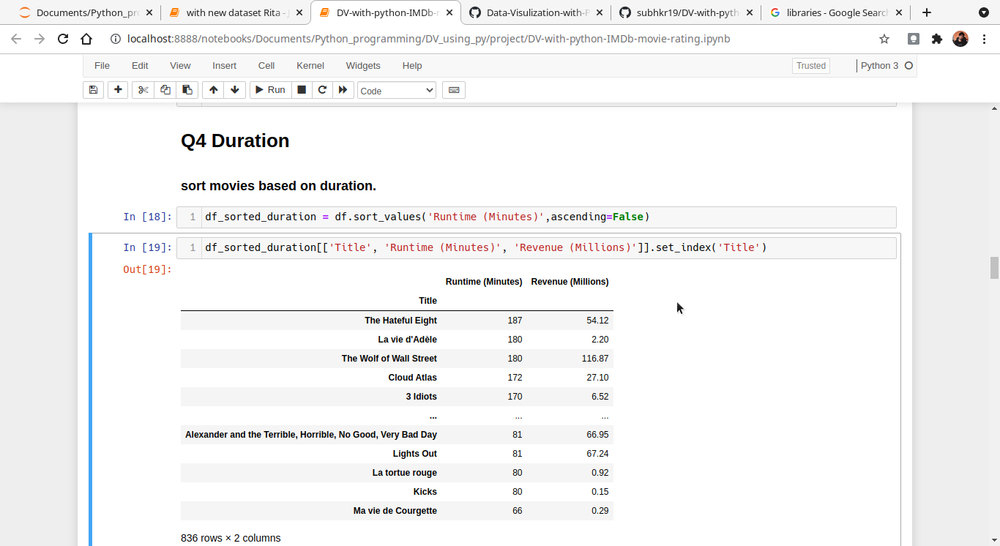 Documents/Python_pr
with new dataset Rita - J
DV-with-python-IMDb-r
Data-Visulization-with-P
subhkr19/DV-with-pyth
libraries - Google Search
localhost:8888/notebooks/Documents/Python_programming/DV_using_py/project/DV-with-python-IMDb-movie-rating.ipynb
File Edit View Insert Cell Kernel Widgets Help Trusted Python 3
Run Code
Q4 Duration
sort movies based on duration.
In [18]: 1 df_sorted_duration = df.sort_values('Runtime (Minutes)',ascending=False)
In [19]: 1 df_sorted_duration[['Title', 'Runtime (Minutes)', 'Revenue (Millions)']].set_index('Title')
Out[19]:
Runtime (Minutes) Revenue (Millions)
Title
The Hateful Eight 187 54.12
La vie d'Adèle 180 2.20
The Wolf of Wall Street 180 116.87
Cloud Atlas 172 27.10
3 Idiots 170 6.52
... ... ...
Alexander and the Terrible, Horrible, No Good, Very Bad Day 81 66.95
Lights Out 81 67.24
La tortue rouge 80 0.92
Kicks 80 0.15
Ma vie de Courgette 66 0.29
836 rows × 2 columns